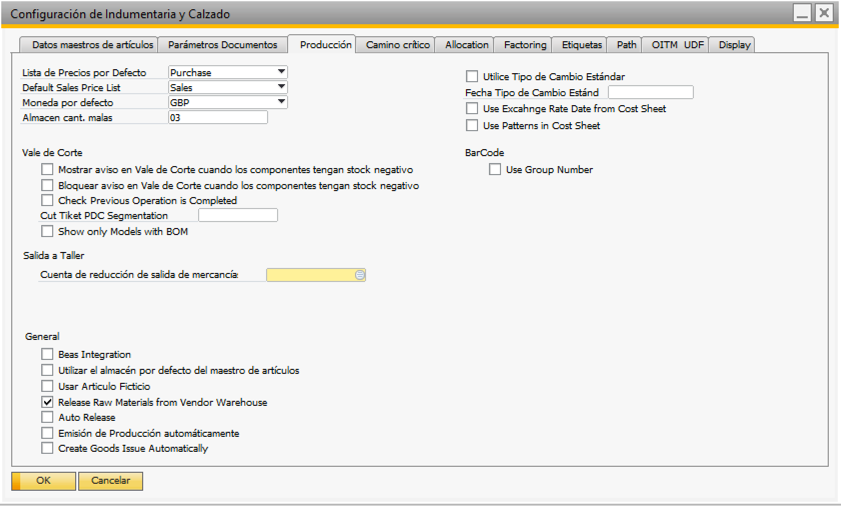 Configuración de Indumentaria y Calzado
Datos maestros de artículos Parámetros Documentos Producción Camino crítico Allocation Factoring Etiquetas Path OITM UDF Display
Lista de Precios por Defecto Purchase
Default Sales Price List Sales
Moneda por defecto GBP
Almacen cant. malas 03
Utilice Tipo de Cambio Estándar
Fecha Tipo de Cambio Estánd
Use Excahnge Rate Date from Cost Sheet
Use Patterns in Cost Sheet
Vale de Corte
Mostrar aviso en Vale de Corte cuando los componentes tengan stock negativo
Bloquear aviso en Vale de Corte cuando los componentes tengan stock negativo
Check Previous Operation is Completed
Cut Tiket PDC Segmentation
Show only Models with BOM
BarCode
Use Group Number
Salida a Taller
Cuenta de reducción de salida de mercancía
General
Beas Integration
Utilizar el almacén por defecto del maestro de artículos
Usar Articulo Ficticio
Release Raw Materials from Vendor Warehouse
Auto Release
Emisión de Producción automáticamente
Create Goods Issue Automatically
OK Cancelar